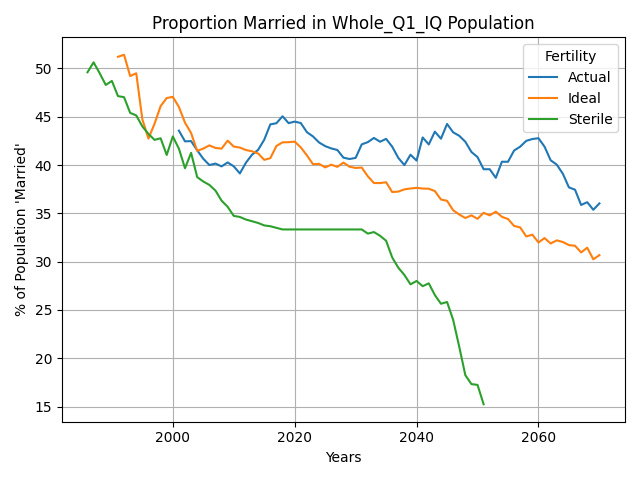 Proportion Married in Whole_Q1_IQ Population
Fertility
Actual
Ideal
Sterile
% of Population 'Married'
50
45
40
35
30
25
20
15
2000
2020
2040
2060
Years